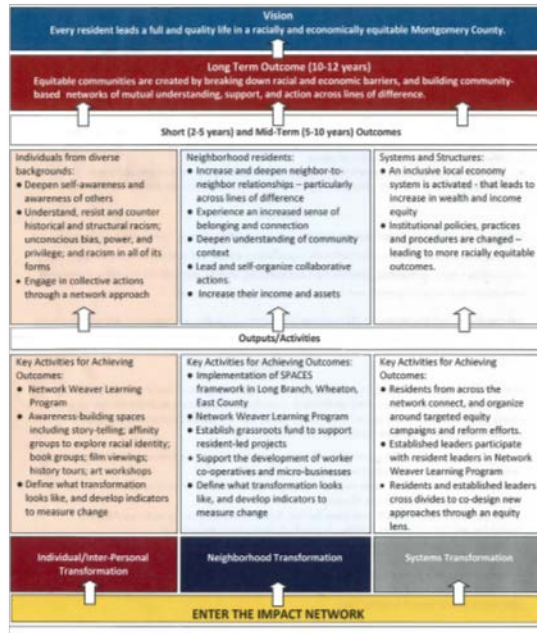 Vision
Every resident leads a full and quality life in a racially and economically equitable Montgomery County.
Long Term Outcome (10-12 years)
Equitable communities are created by breaking down racial and economic barriers, and building community-
based networks of mutual understanding, support, and action across lines of difference.
Short (2-5 years) and Mid-Term (5-10 years) Outcomes
Individuals from diverse
backgrounds:
• Deepen self-awareness and
awareness of others
• Understand, resist and counter
historical and structural racism;
unconscious bias, power, and
privilege; and racism in all of its
forms
• Engage in collective actions
through a network approach
Neighborhood residents:
• Increase and deepen neighbor-to-
neighbor relationships – particularly
across lines of difference
• Experience an increased sense of
belonging and connection
• Deepen understanding of community
context
• Lead and self-organize collaborative
actions.
• Increase their income and assets
Systems and Structures:
• An inclusive local economy
system is activated - that leads to
increase in wealth and income
equity
• Institutional policies, practices
and procedures are changed –
leading to more racially equitable
outcomes.
Outputs/Activities
Key Activities for Achieving
Outcomes:
• Network Weaver Learning
Program
• Awareness-building spaces
including story-telling; affinity
groups to explore racial identity;
book groups; film viewings;
history tours; art workshops
• Define what transformation
looks like, and develop indicators
to measure change
Key Activities for Achieving Outcomes:
• Implementation of SPACES
framework in Long Branch, Wheaton,
East County
• Network Weaver Learning Program
• Establish grassroots fund to support
resident-led projects
• Support the development of worker
co-operatives and micro-businesses
• Define what transformation looks
like, and develop indicators to
measure change
Key Activities for Achieving
Outcomes:
• Residents from across the
network connect, and organize
around targeted equity
campaigns and reform efforts.
• Established leaders participate
with resident leaders in Network
Weaver Learning Program
• Residents and established leaders
cross divides to co-design new
approaches through an equity
lens.
Individual/Inter-Personal
Transformation
Neighborhood Transformation
Systems Transformation
ENTER THE IMPACT NETWORK